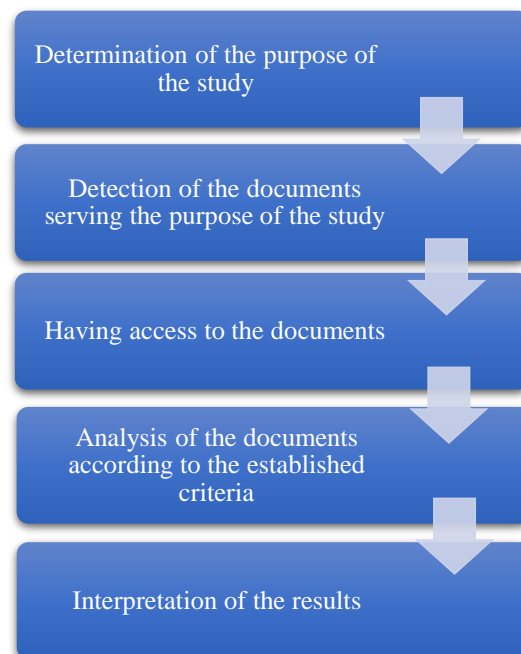 Determination of the purpose of
the study
Detection of the documents
serving the purpose of the study
Having access to the documents
Analysis of the documents
according to the established
criteria
Interpretation of the results